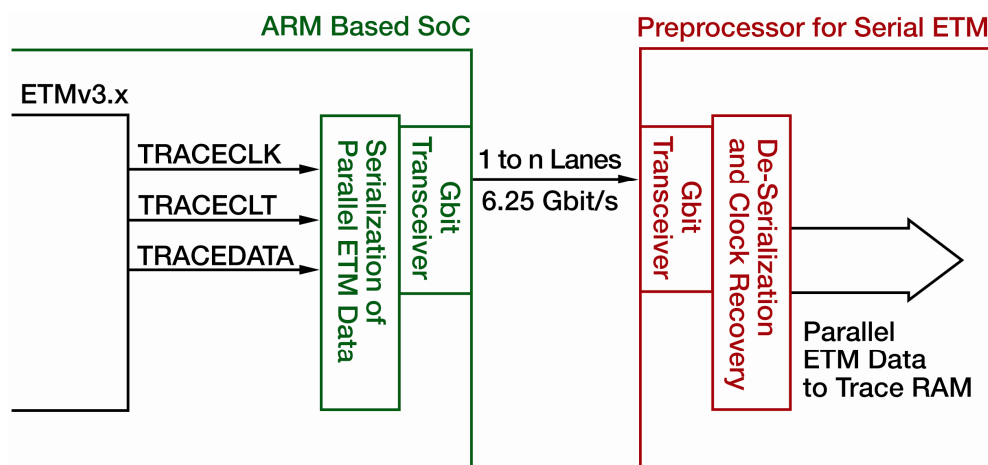 ARM Based SoC
Preprocessor for Serial ETM
ETMv3.x
TRACECLK
TRACECLT
TRACEDATA
Serialization of
Parallel ETM Data
Gbit
Transceiver
1 to n Lanes
6.25 Gbit/s
Gbit
Transceiver
De-Serialization
and Clock Recovery
Parallel
ETM Data
to Trace RAM